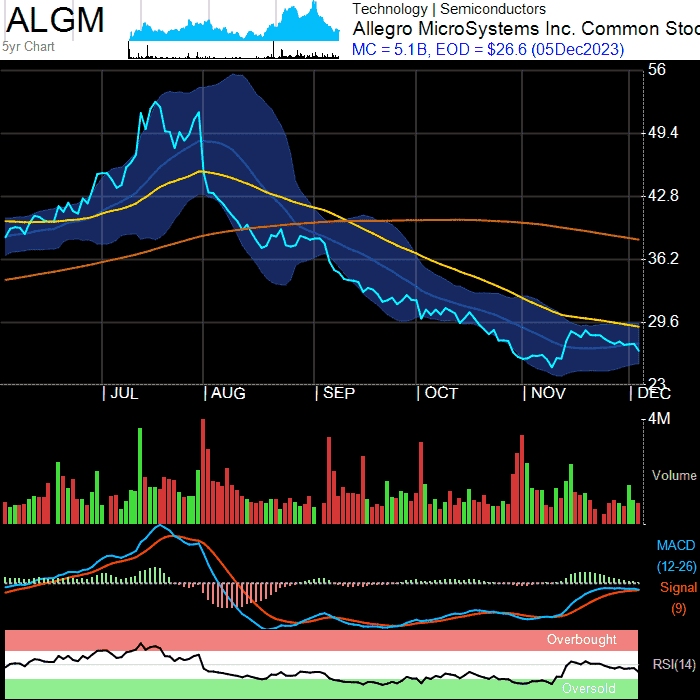 ALGM
5yr Chart
Technology | Semiconductors
Allegro MicroSystems Inc. Common Stoc
MC = 5.1B, EOD = $26.6 (05Dec2023)
56
49.4
42.8
36.2
29.6
23
| JUL
| AUG
| SEP
| OCT
| NOV
| DEC
4M
Volume
MACD
(12-26)
Signal
(9)
Overbought
RSI(14)
Oversold